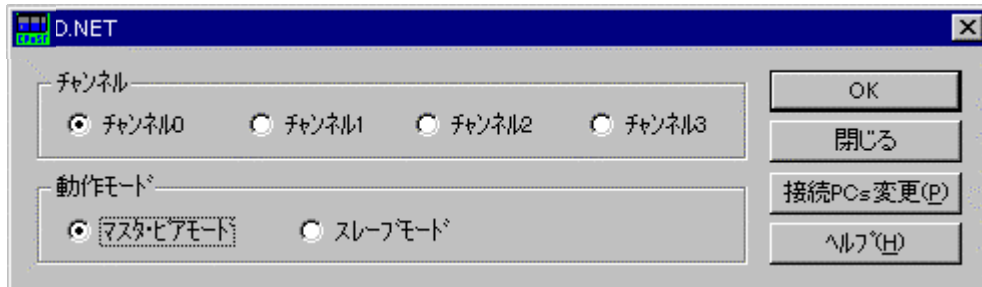 D.NET
ﾁｬﾝﾈﾙ
ﾁｬﾝﾈﾙ0 ﾁｬﾝﾈﾙ1 ﾁｬﾝﾈﾙ2 ﾁｬﾝﾈﾙ3
動作ﾓｰﾄﾞ
ﾏｽﾀ･ﾋﾟｱﾓｰﾄﾞ ｽﾚｰﾌﾞﾓｰﾄﾞ
OK
閉じる
接続PCs変更(P)
ﾍﾙﾌﾟ(H)